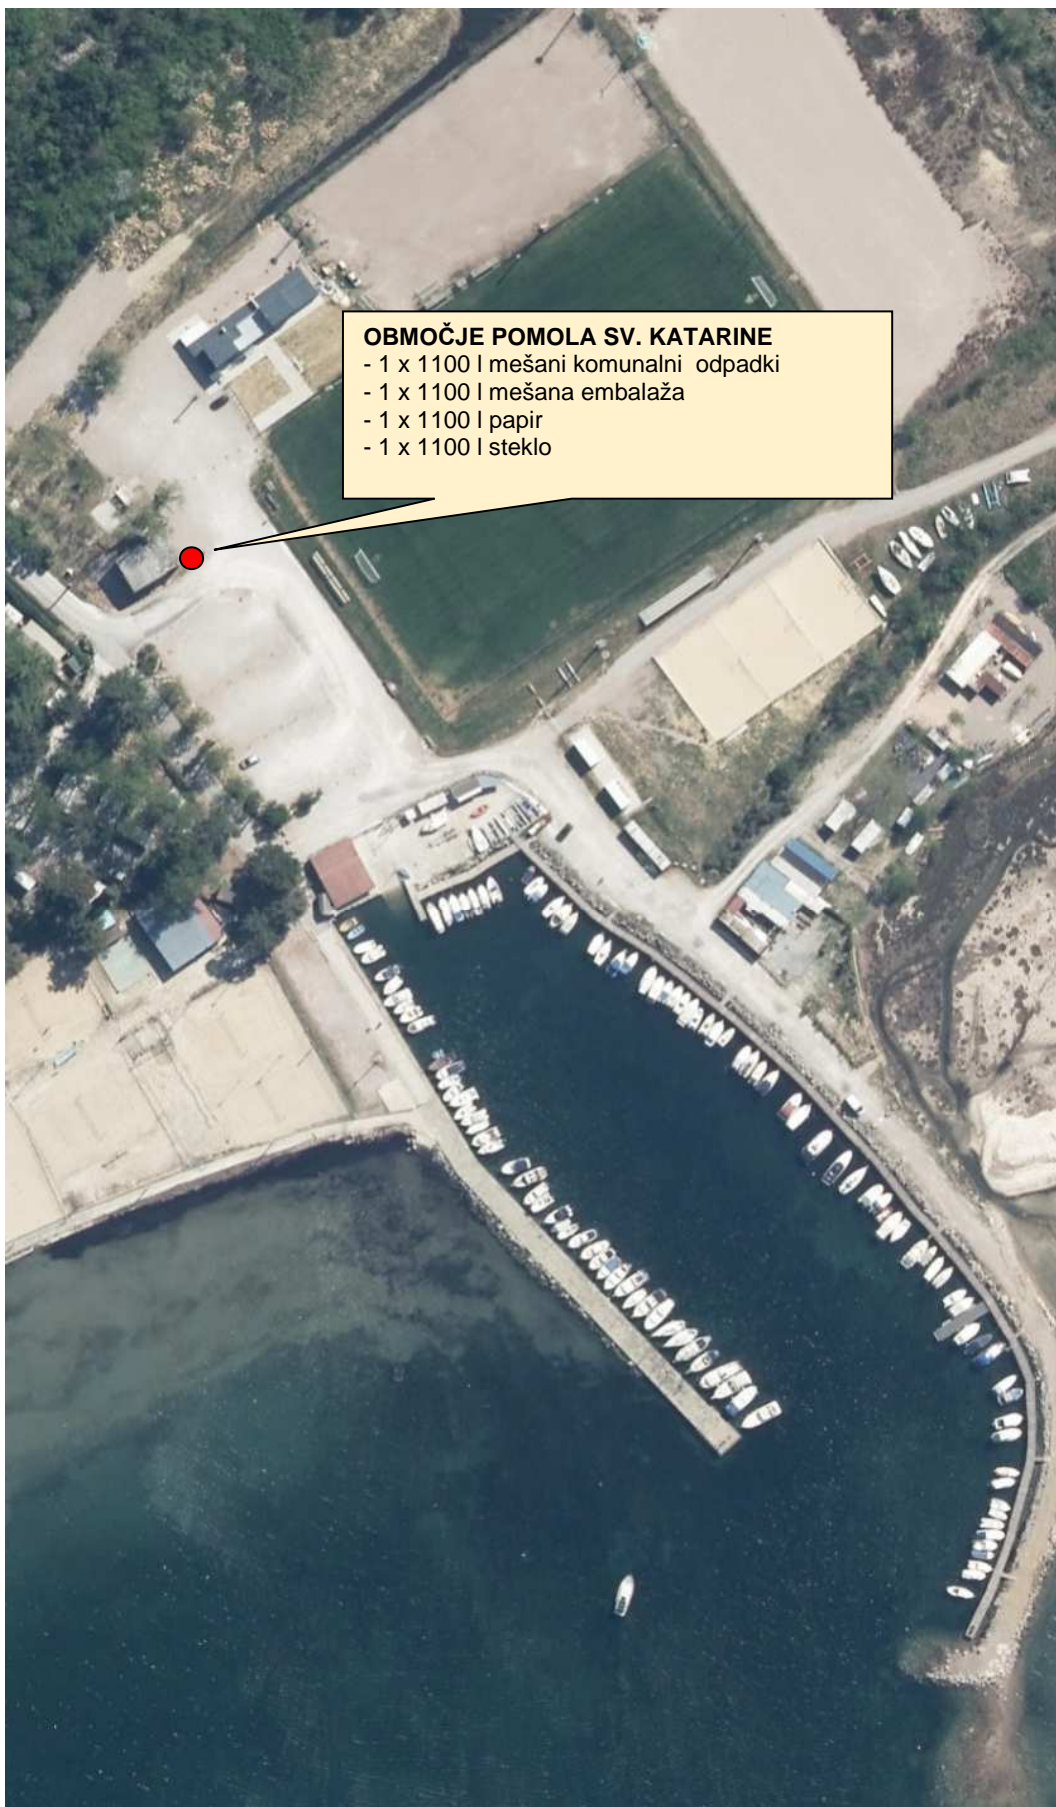 OBMOČJE POMOLA SV. KATARINE
- 1 x 1100 l mešani komunalni  odpadki
- 1 x 1100 l mešana embalaža
- 1 x 1100 l papir
- 1 x 1100 l steklo